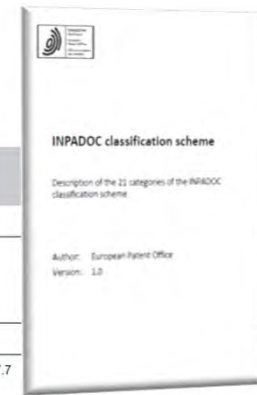 INPADOC classification scheme
Description of the 21 categories of the INPADOC
classification scheme
Author: European Patent Office
Version: 1.0
.7